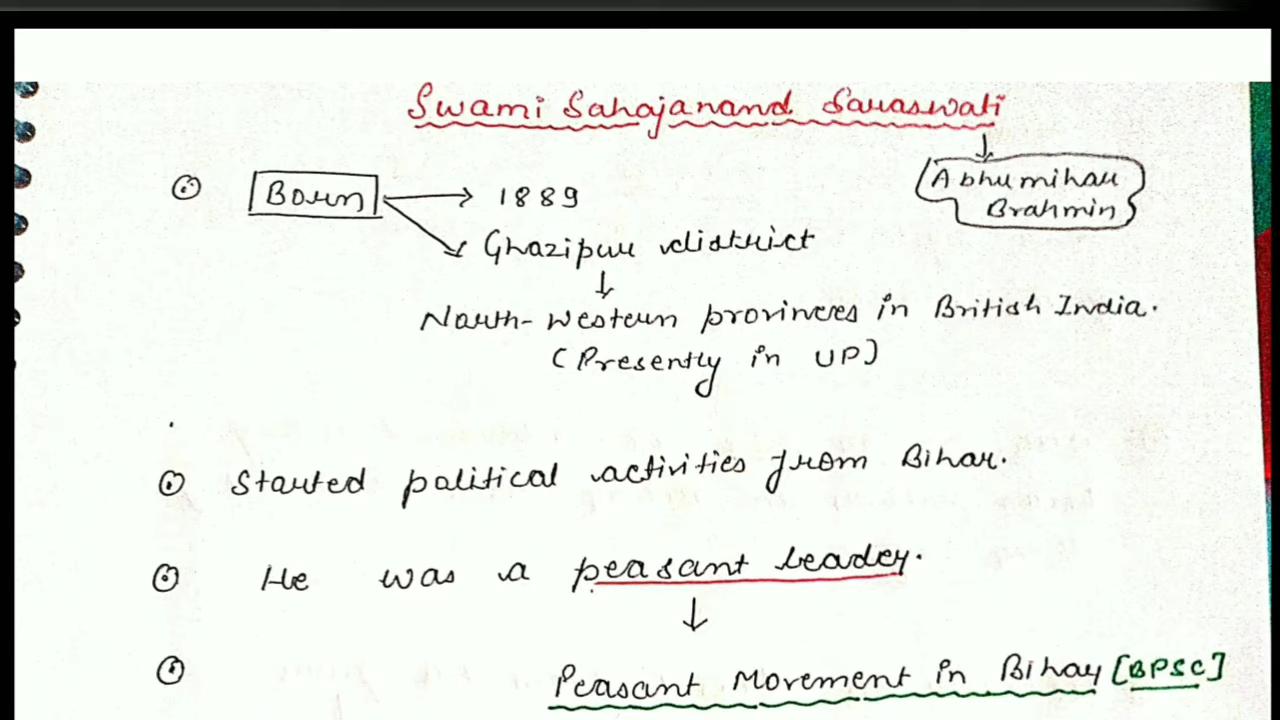 Swami Sahajanand Saraswati
↓
Abhumihar
Brahmin
⊙ Born → 1889
→ Ghazipur district
↓
North-western provinces in British India.
(Presently in UP)
⊙ Started political activities from Bihar.
⊙ He was a peasant leader.
↓
⊙ Peasant Movement in Bihar [BPSC]